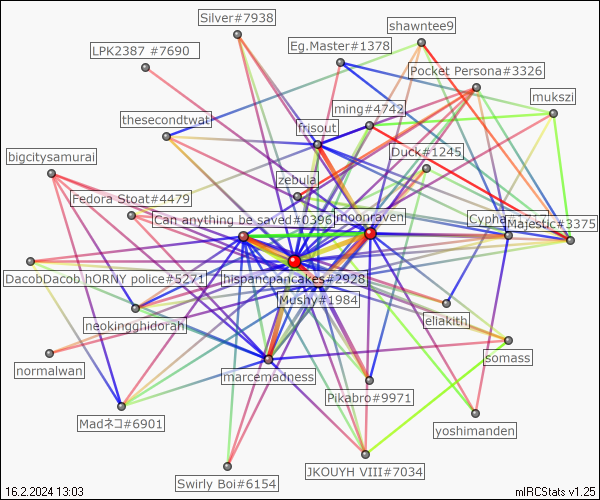 Silver#7938
shawntee9
LPK2387 #7690
Eg.Master#1378
Pocket Persona#3326
mukszi
ming#4742
thesecondtwat
frisout
Duck#1245
bigcitysamurai
zebula
Fedora Stoat#4479
Can anything be saved#0396
moonraven
Majestic#3375
DacobDacob hORNY police#5271
hispancpancakes#2928
Mushy#1984
neokingghidorah
eliakith
somass
normalwan
marcemadness
Pikabro#9971
Madネコ#6901
yoshimanden
Swirly Boi#6154
JKOUYH VIII#7034
16.2.2024 13:03
mIRCStats v1.25